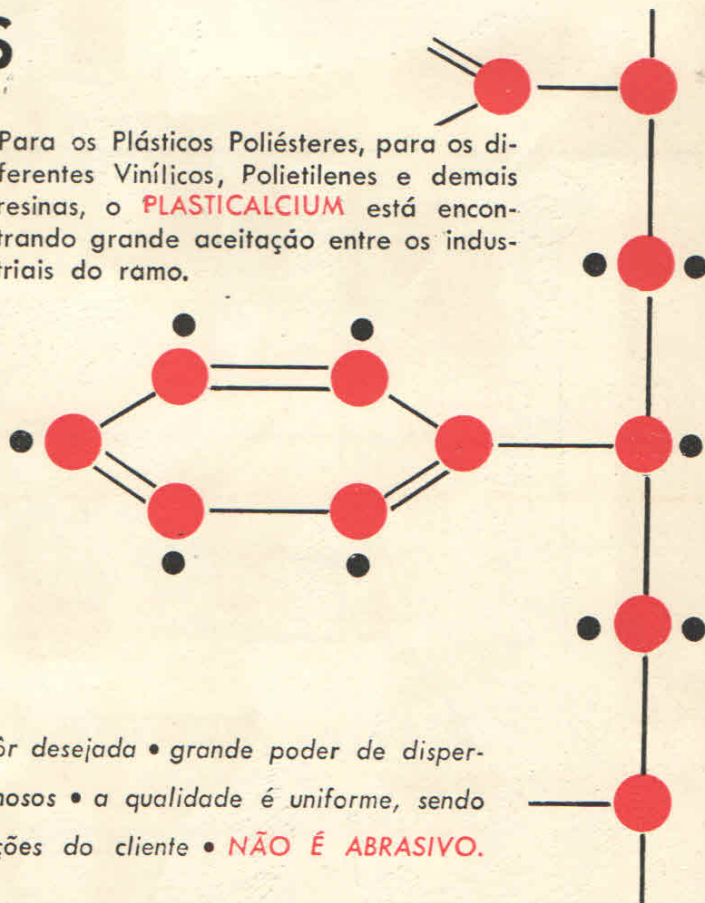 S
Para os Plásticos Poliésteres, para os di-
ferentes Vinílicos, Polietilenes e demais
resinas, o PLASTICALCIUM está encon-
trando grande aceitação entre os indus-
triais do ramo.
ôr desejada • grande poder de disper-
nosos • a qualidade é uniforme, sendo
ções do cliente • NÃO É ABRASIVO.